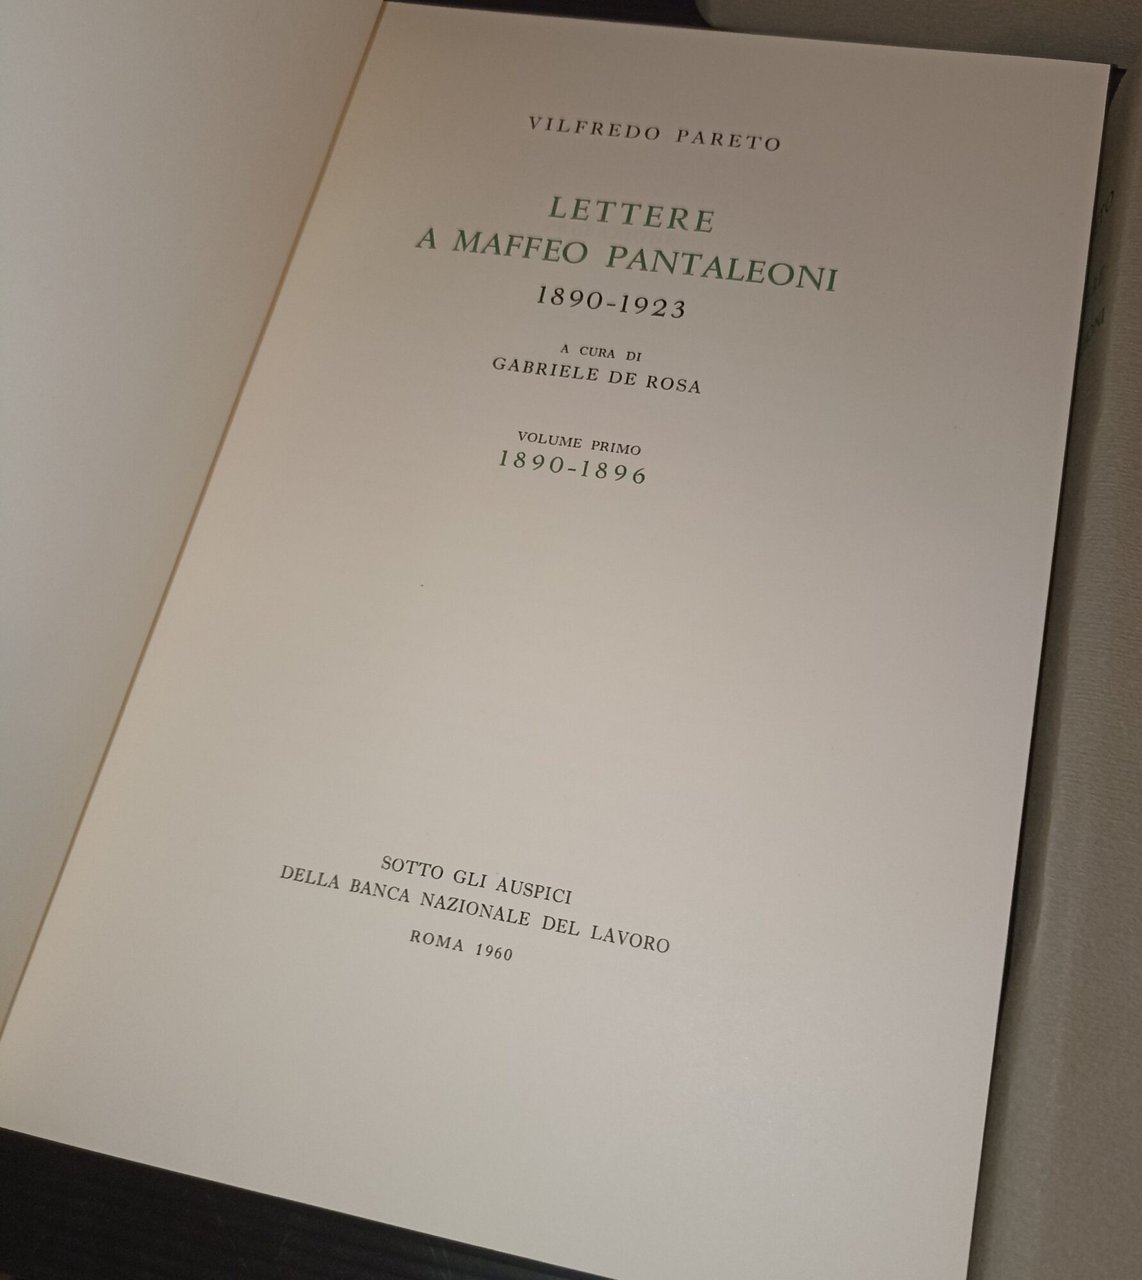 VILFREDO PARETO
LETTERE
A MAFFEO PANTALEONI
1890-1923
A CURA DI
GABRIELE DE ROSA
VOLUME PRIMO
1890-1896
SOTTO GLI AUSPICI
DELLA BANCA NAZIONALE DEL LAVORO
ROMA 1960